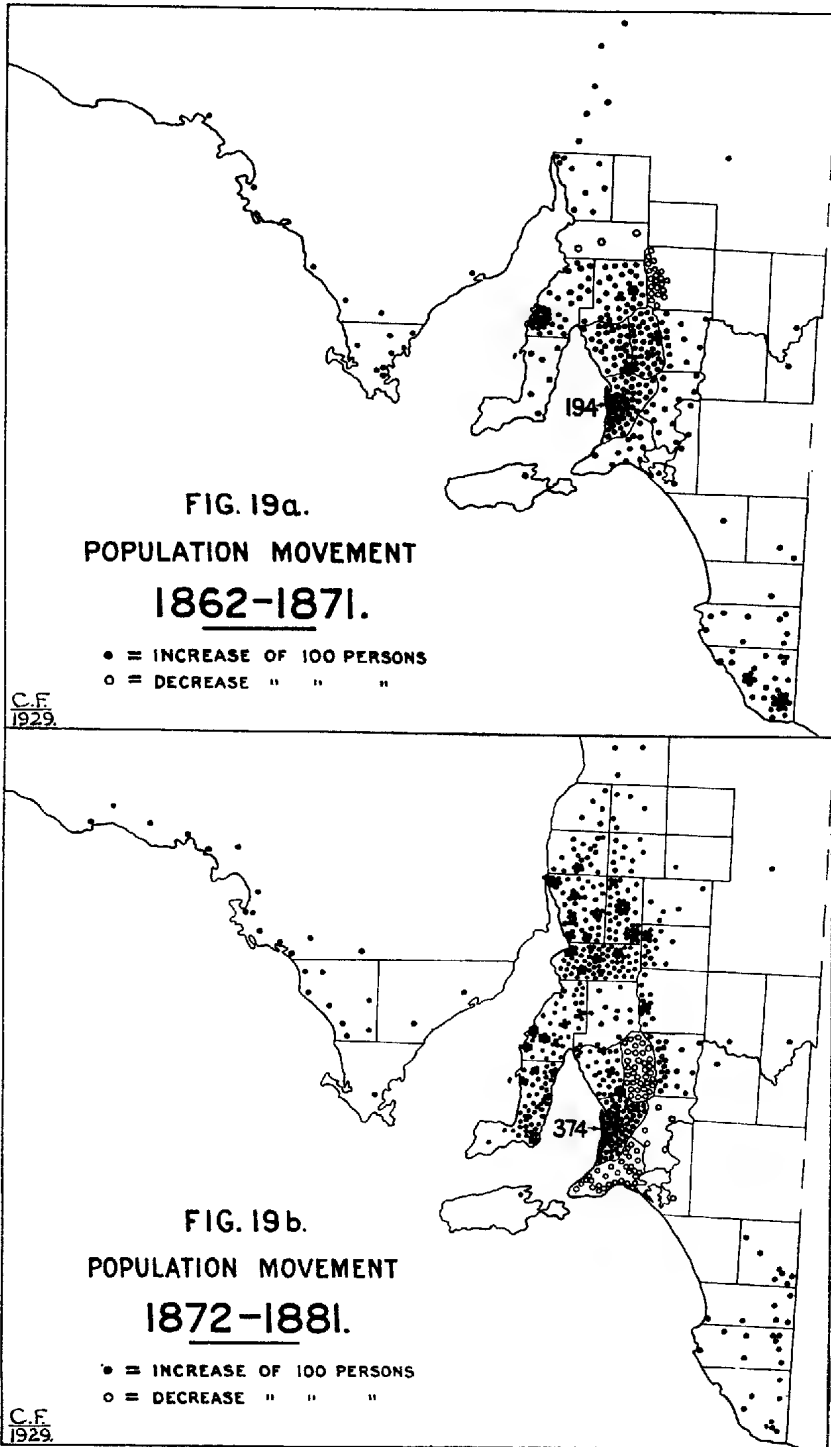 194
FIG. 19a.
POPULATION MOVEMENT
1862-1871.
• = INCREASE OF 100 PERSONS
o = DECREASE " " "
C.F.
1929.
374
FIG. 19b.
POPULATION MOVEMENT
1872-1881.
• = INCREASE OF 100 PERSONS
o = DECREASE " " "
C.F.
1929.